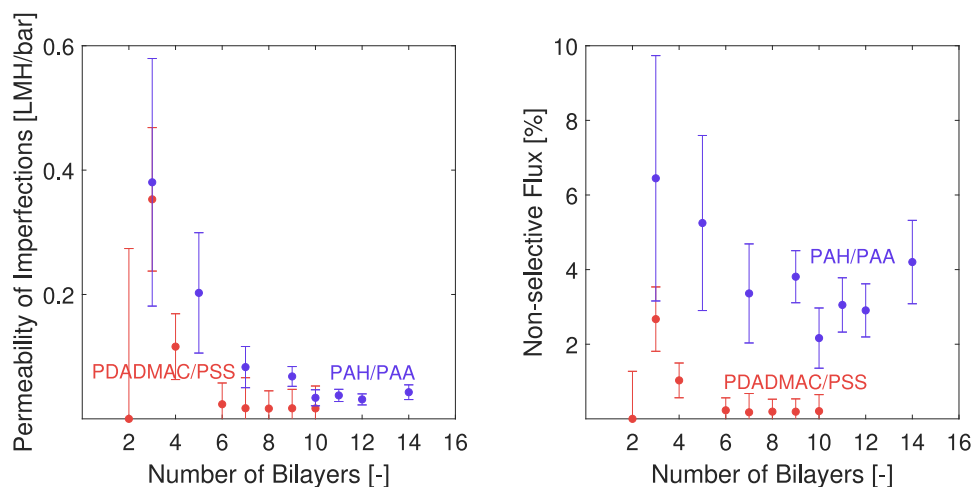 Permeability of Imperfections [LMH/bar]
0.6
0.4
0.2
PDADMAC/PSS
PAH/PAA
2 4 6 8 10 12 14 16
Number of Bilayers [-]
Non-selective Flux [%]
10
8
6
4
2
PAH/PAA
PDADMAC/PSS
2 4 6 8 10 12 14 16
Number of Bilayers [-]